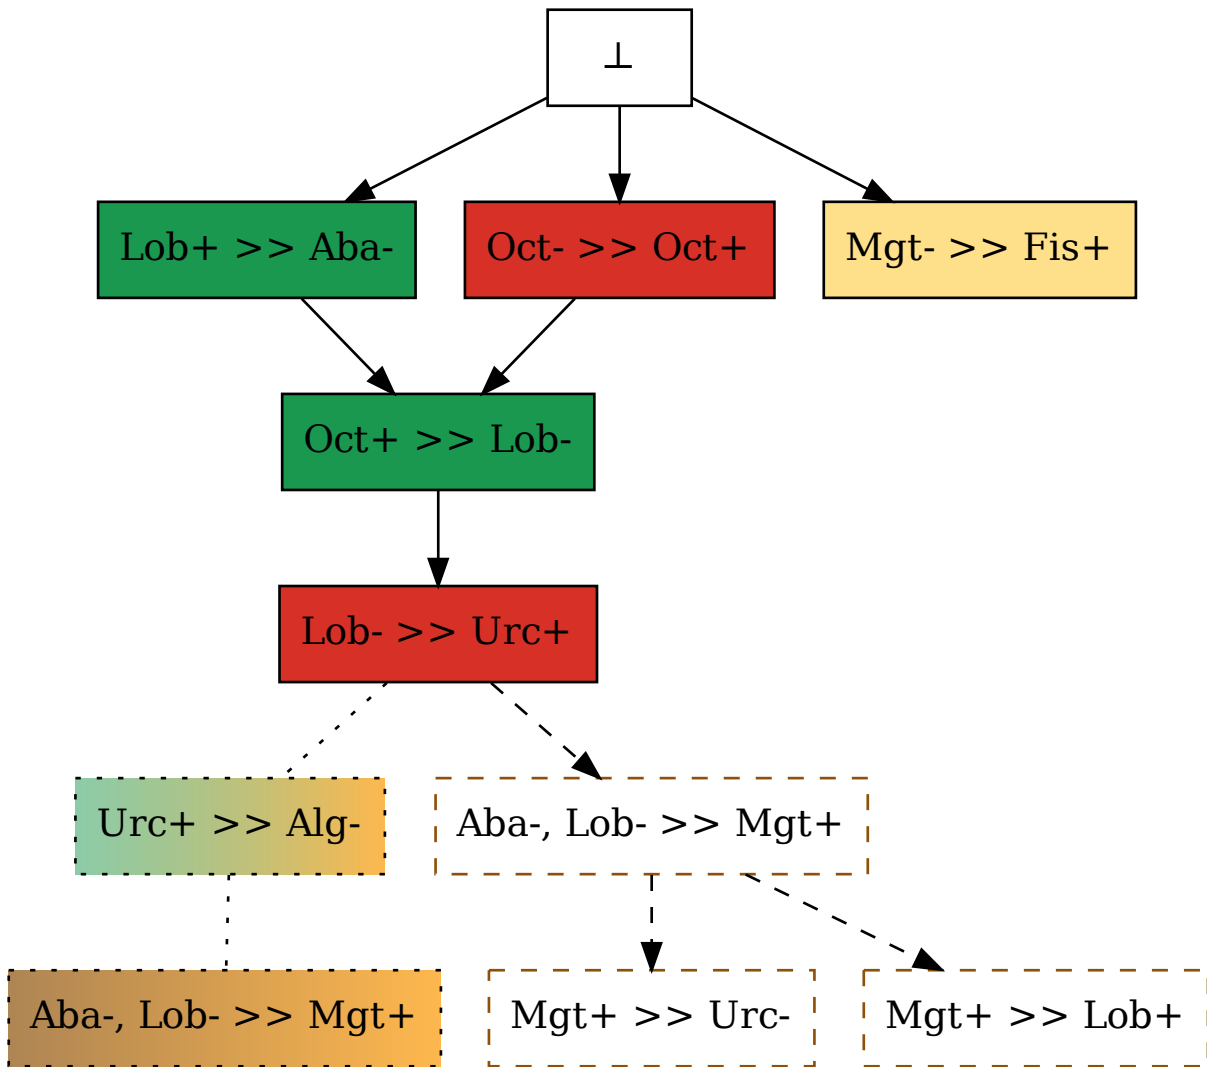 ⊥
Lob+ >> Aba-
Oct- >> Oct+
Mgt- >> Fis+
Oct+ >> Lob-
Lob- >> Urc+
Urc+ >> Alg-
Aba-, Lob- >> Mgt+
Aba-, Lob- >> Mgt+
Mgt+ >> Urc-
Mgt+ >> Lob+